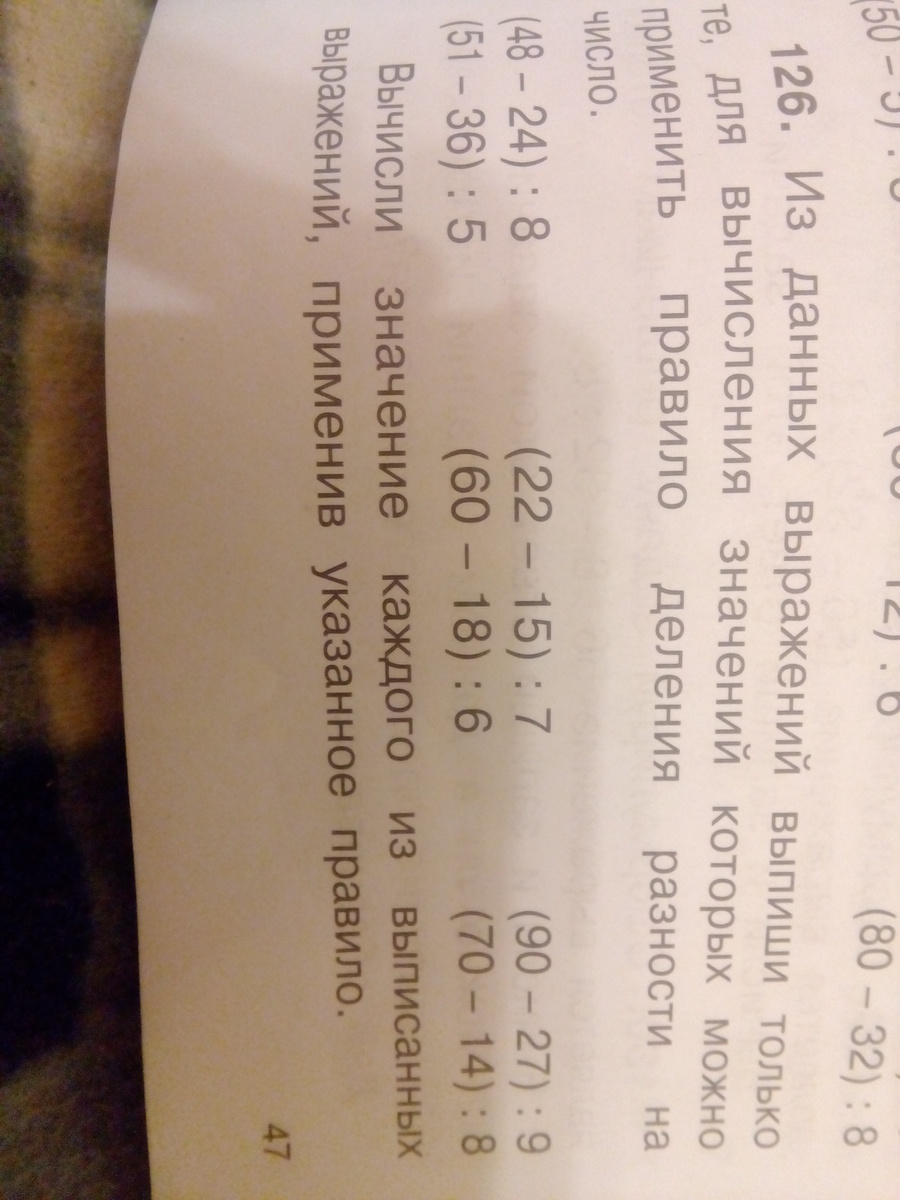 (80 – 32) : 8
126. Из данных выражений выпиши только
те, для вычисления значений которых можно
применить правило деления разности на
число.
(48 – 24) : 8 (22 – 15) : 7 (90 – 27) : 9
(51 – 36) : 5 (60 – 18) : 6 (70 – 14) : 8
Вычисли значение каждого из выписанных
выражений, применив указанное правило.
47